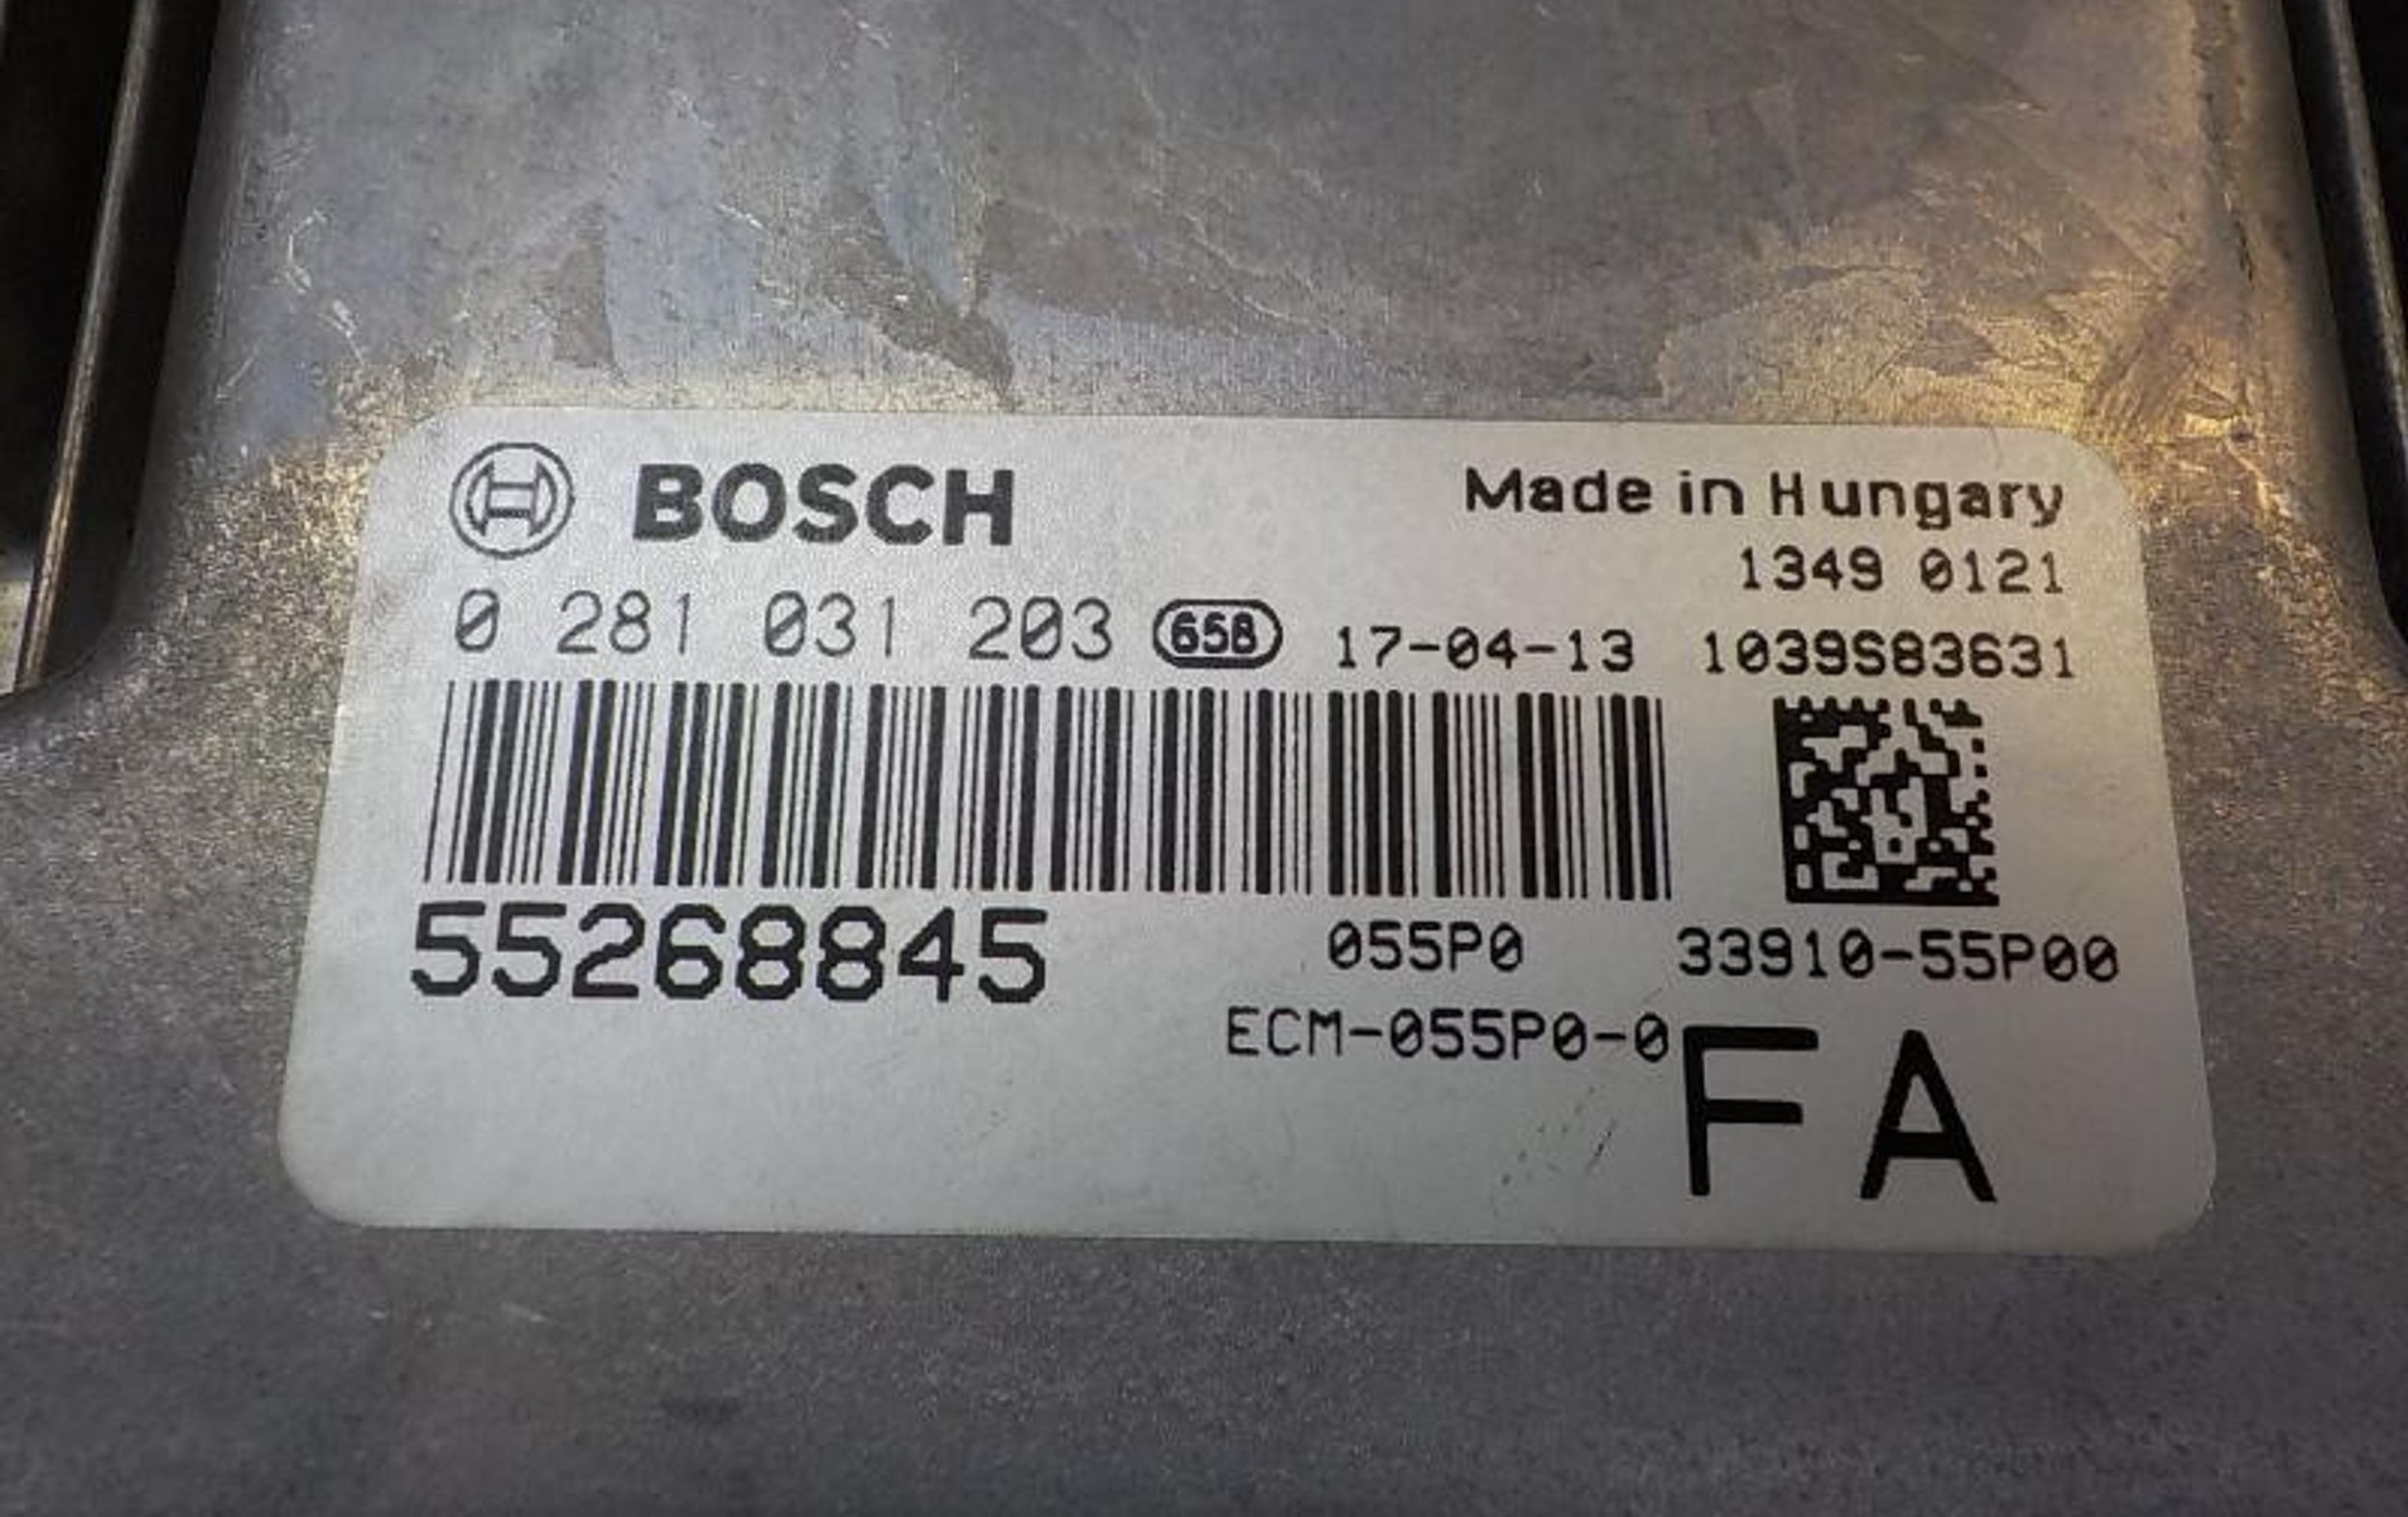 BOSCH
Made in Hungary
1349 0121
0 281 031 203 65B 17-04-13 1039S83631
55268845
055P0 33910-55P00
ECM-055P0-0
FA